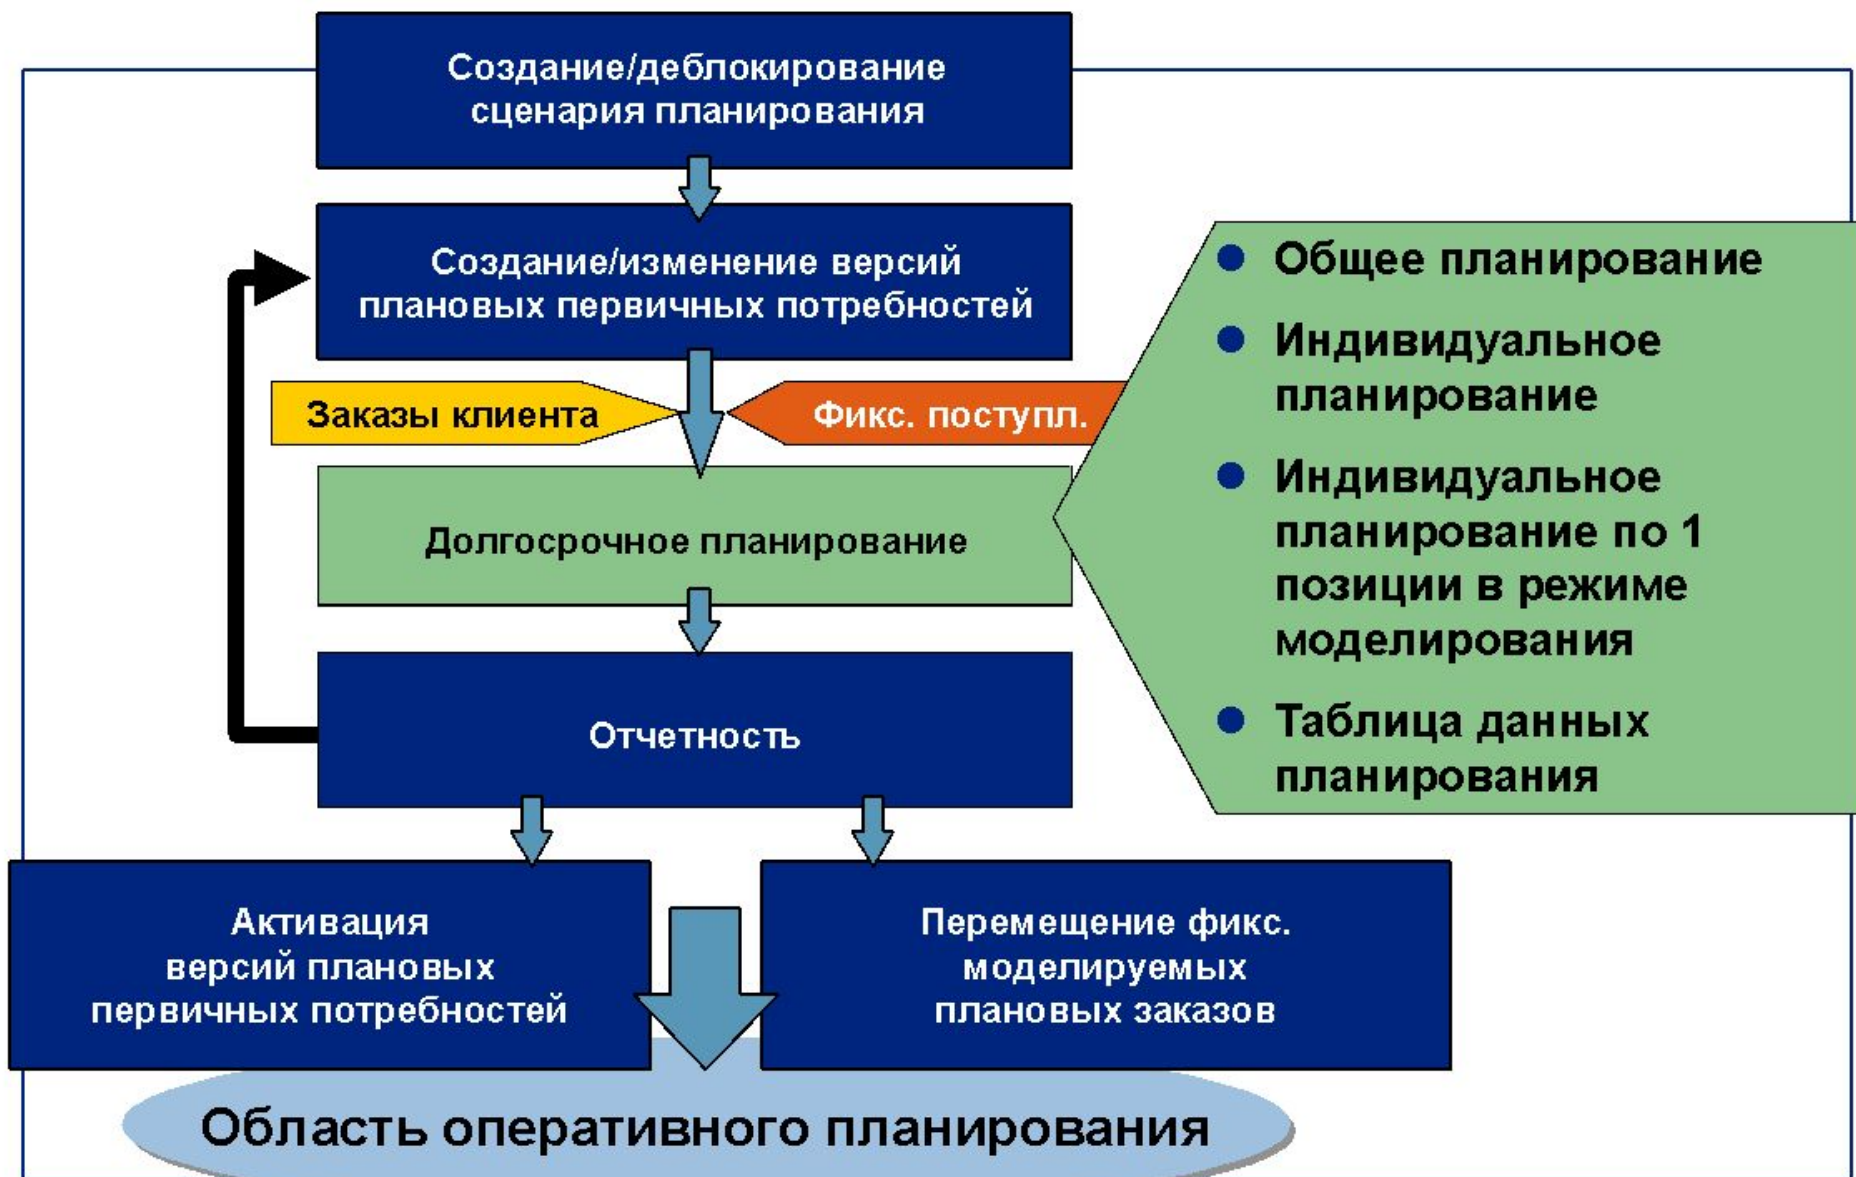 Создание/деблокирование
сценария планирования
Создание/изменение версий
плановых первичных потребностей
Заказы клиента
Фикс. поступл.
Долгосрочное планирование
Отчетность
Общее планирование
Индивидуальное
планирование
Индивидуальное
планирование по 1
позиции в режиме
моделирования
Таблица данных
планирования
Активация
версий плановых
первичных потребностей
Перемещение фикс.
моделируемых
плановых заказов
Область оперативного планирования